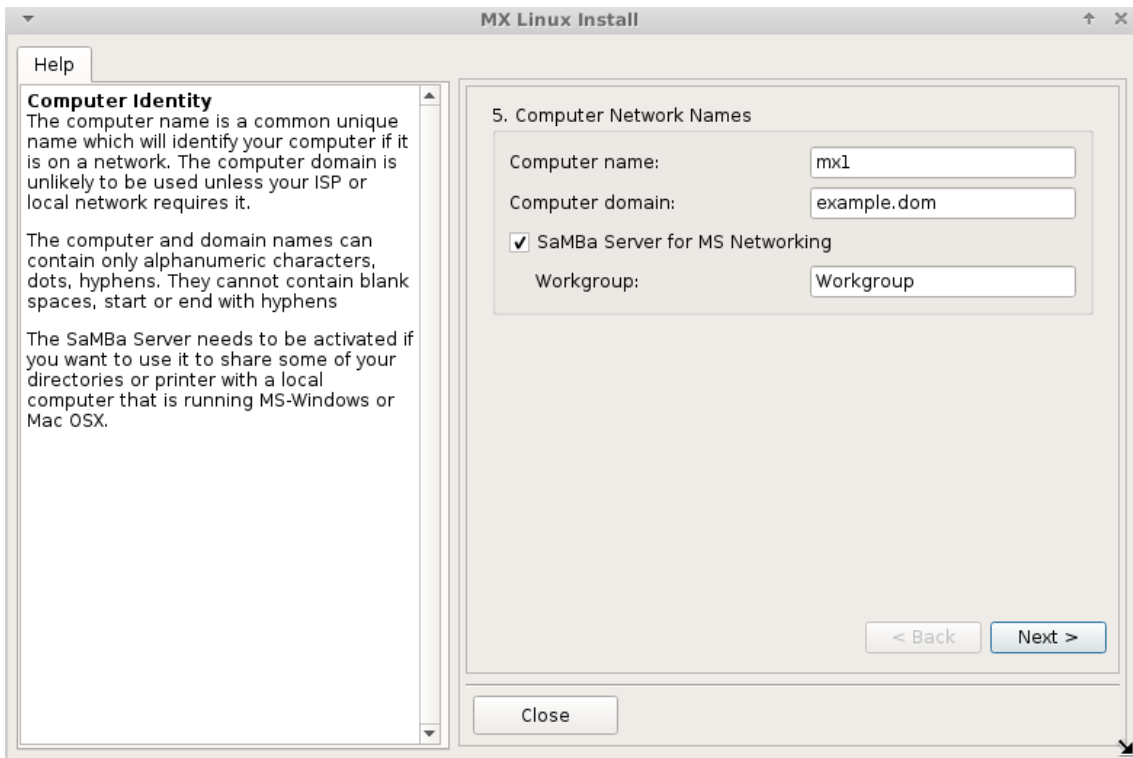 MX Linux Install
Help
Computer Identity
The computer name is a common unique
name which will identify your computer if it
is on a network. The computer domain is
unlikely to be used unless your ISP or
local network requires it.
The computer and domain names can
contain only alphanumeric characters,
dots, hyphens. They cannot contain blank
spaces, start or end with hyphens
The SaMBa Server needs to be activated if
you want to use it to share some of your
directories or printer with a local
computer that is running MS-Windows or
Mac OSX.
5. Computer Network Names
Computer name: mx1
Computer domain: example.dom
SaMBa Server for MS Networking
Workgroup: Workgroup
< Back Next >
Close